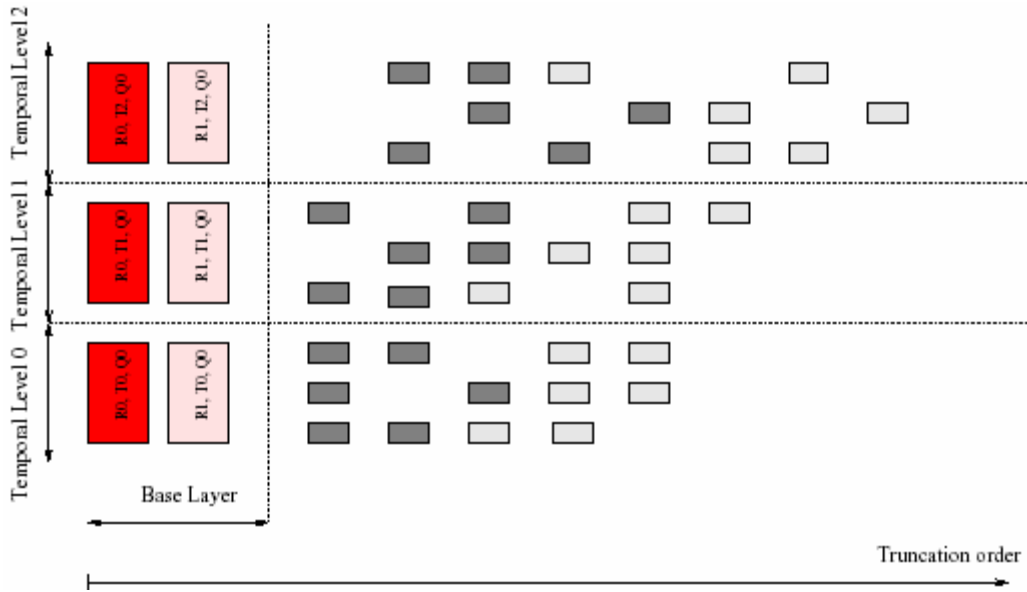 Temporal Level 2
R0, T2, Q0
R1, T2, Q0
Temporal Level 1
R0, T1, Q0
R1, T1, Q0
Temporal Level 0
R0, T0, Q0
R1, T0, Q0
Base Layer
Truncation order